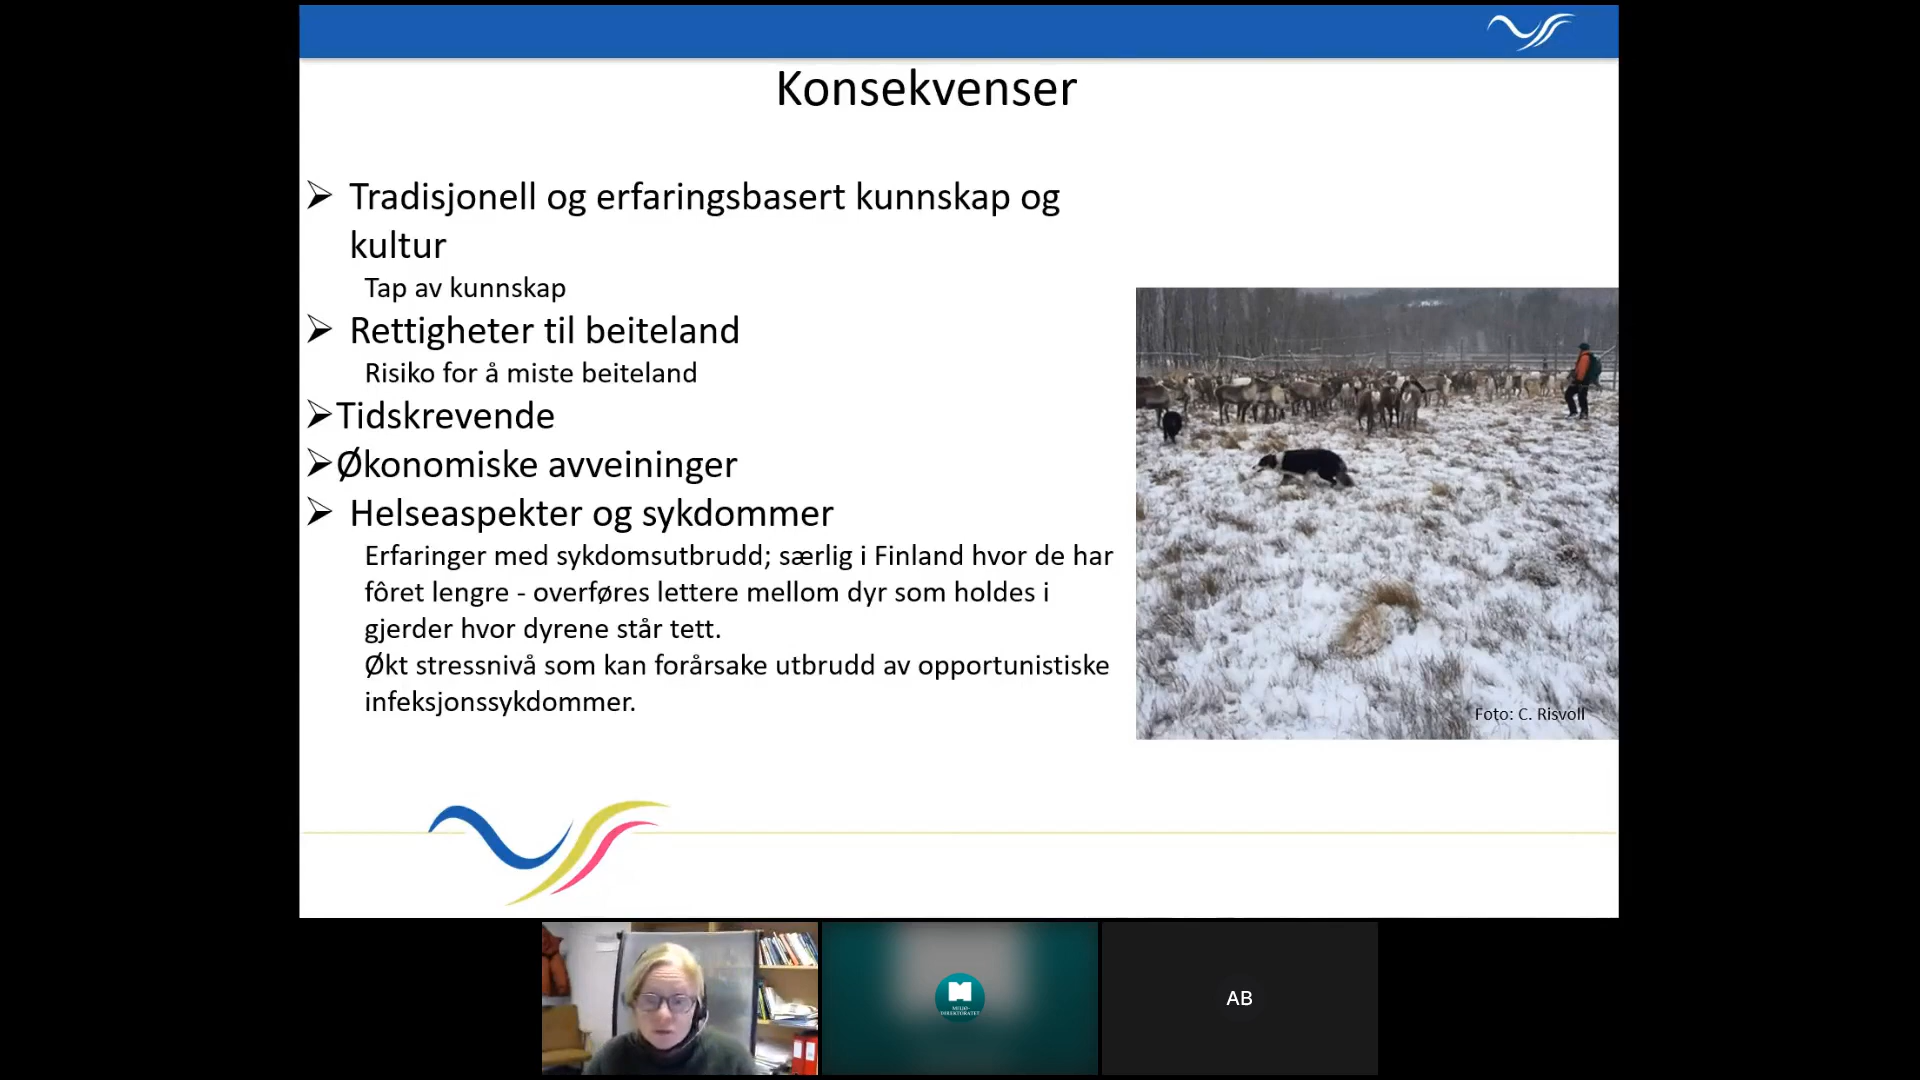 Konsekvenser
Tradisjonell og erfaringsbasert kunnskap og
kultur
Tap av kunnskap
Rettigheter til beiteland
Risiko for å miste beiteland
Tidskrevende
Økonomiske avveininger
Helseaspekter og sykdommer
Erfaringer med sykdomsutbrudd; særlig i Finland hvor de har
fôret lengre - overføres lettere mellom dyr som holdes i
gjerder hvor dyrene står tett.
Økt stressnivå som kan forårsake utbrudd av opportunistiske
infeksjonssykdommer.
Foto: C. Risvoll
MILJØ-
DIREKTORATET
AB